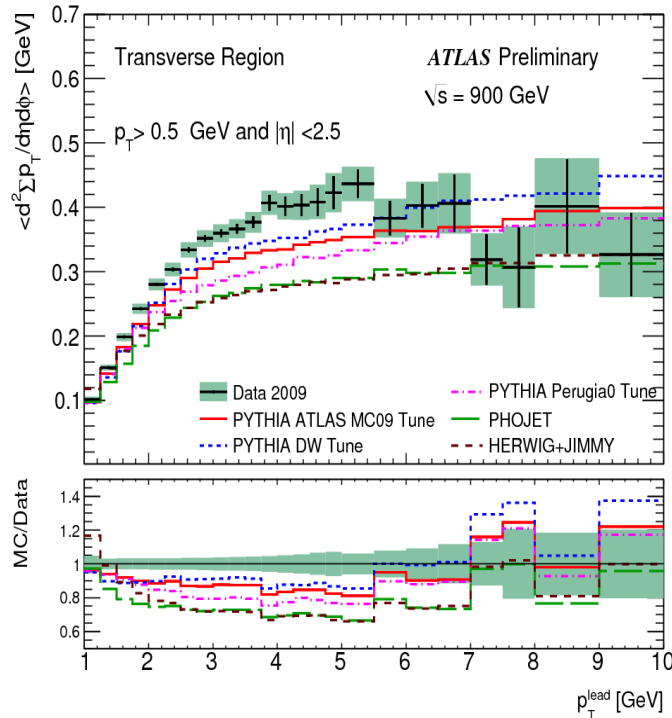 <d²Σp_T/dηdϕ> [GeV]
0.7
0.6
0.5
0.4
0.3
0.2
0.1
Transverse Region
ATLAS Preliminary
√s = 900 GeV
p_T> 0.5 GeV and |η| <2.5
Data 2009
PYTHIA ATLAS MC09 Tune
PYTHIA DW Tune
PYTHIA Perugia0 Tune
PHOJET
HERWIG+JIMMY
MC/Data
1.4
1.2
1
0.8
0.6
1 2 3 4 5 6 7 8 9 10
p_T^lead [GeV]